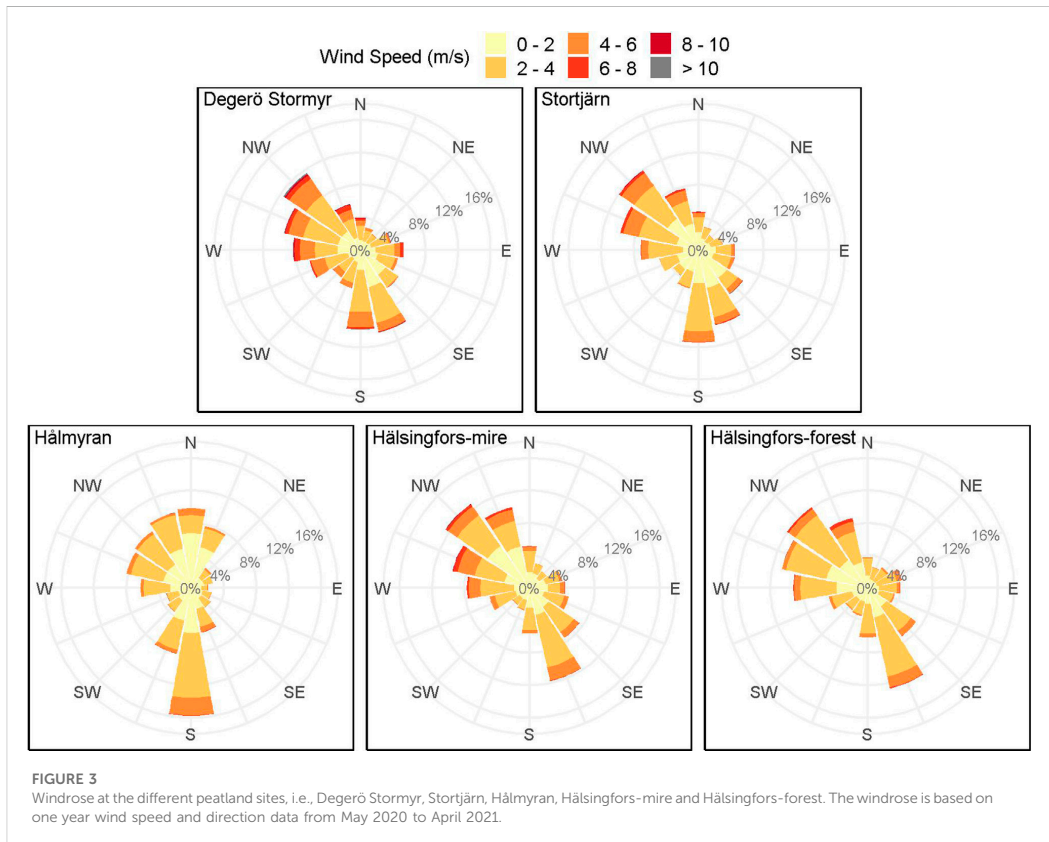 Wind Speed (m/s)
0 - 2
4 - 6
8 - 10
2 - 4
6 - 8
> 10
Degerö Stormyr
N
NW
NE
16%
12%
8%
4%
W
0%
E
SW
SE
S
Stortjärn
N
NW
NE
16%
12%
8%
4%
W
0%
E
SW
SE
S
Hålmyran
N
NW
NE
16%
12%
8%
4%
W
0%
E
SW
SE
S
Hälsingfors-mire
N
NW
NE
16%
12%
8%
4%
W
0%
E
SW
SE
S
Hälsingfors-forest
N
NW
NE
16%
12%
8%
4%
W
0%
E
SW
SE
S
FIGURE 3
Windrose at the different peatland sites, i.e., Degerö Stormyr, Stortjärn, Hålmyran, Hälsingfors-mire and Hälsingfors-forest. The windrose is based on
one year wind speed and direction data from May 2020 to April 2021.